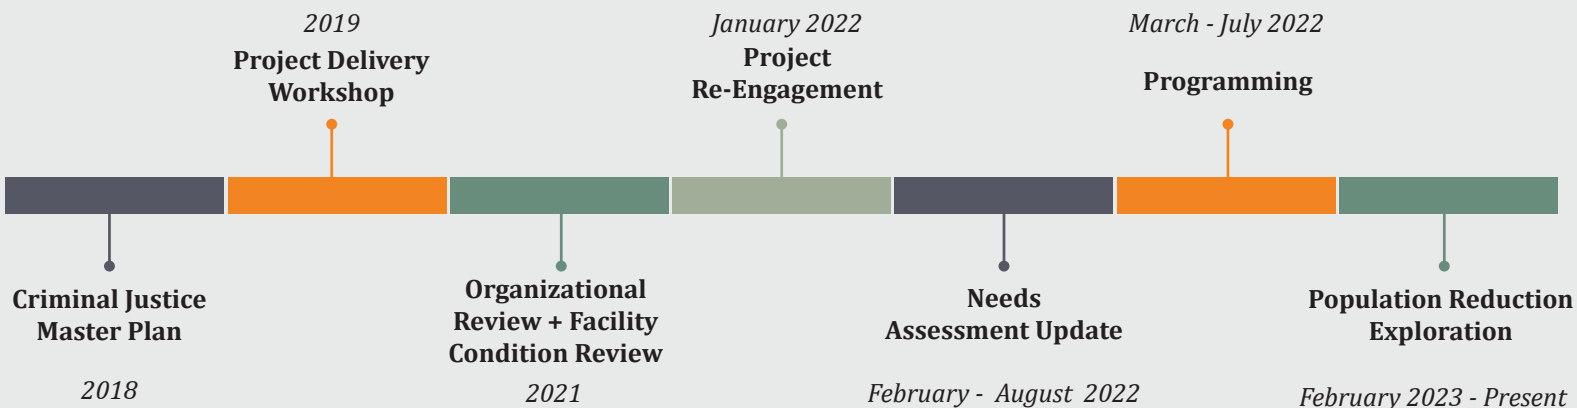 2019
Project Delivery
Workshop
January 2022
Project
Re-Engagement
March - July 2022
Programming
Criminal Justice
Master Plan
2018
Organizational
Review + Facility
Condition Review
2021
Needs
Assessment Update
February - August 2022
Population Reduction
Exploration
February 2023 - Present